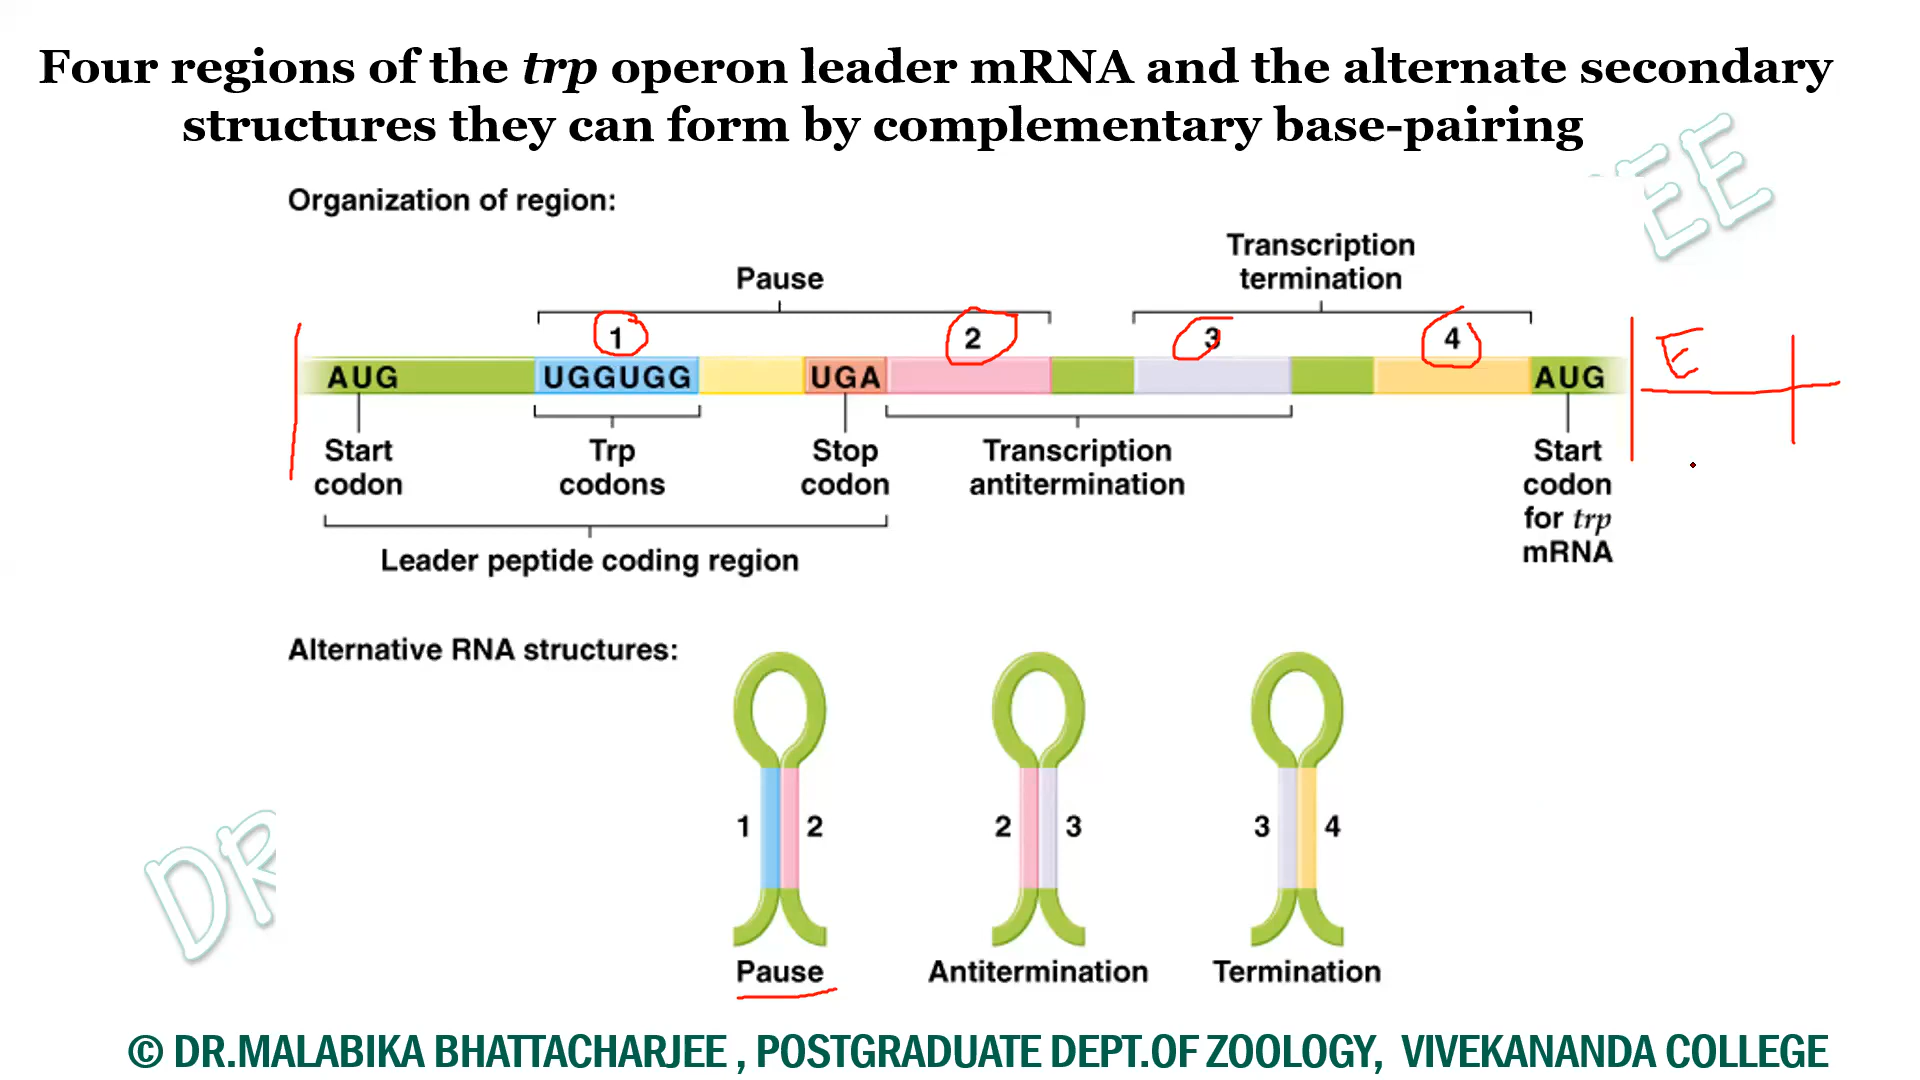 Four regions of the trp operon leader mRNA and the alternate secondary
structures they can form by complementary base-pairing
EE
Organization of region:
Transcription
termination
Pause
1 2 3 4
AUG UGGUGG UGA AUG
E
Start
codon
Trp
codons
Stop
codon
Transcription
antitermination
Start
codon
for trp
mRNA
Leader peptide coding region
Alternative RNA structures:
1 2 2 3 3 4
DR
Pause Antitermination Termination
© DR.MALABIKA BHATTACHARJEE , POSTGRADUATE DEPT.OF ZOOLOGY, VIVEKANANDA COLLEGE